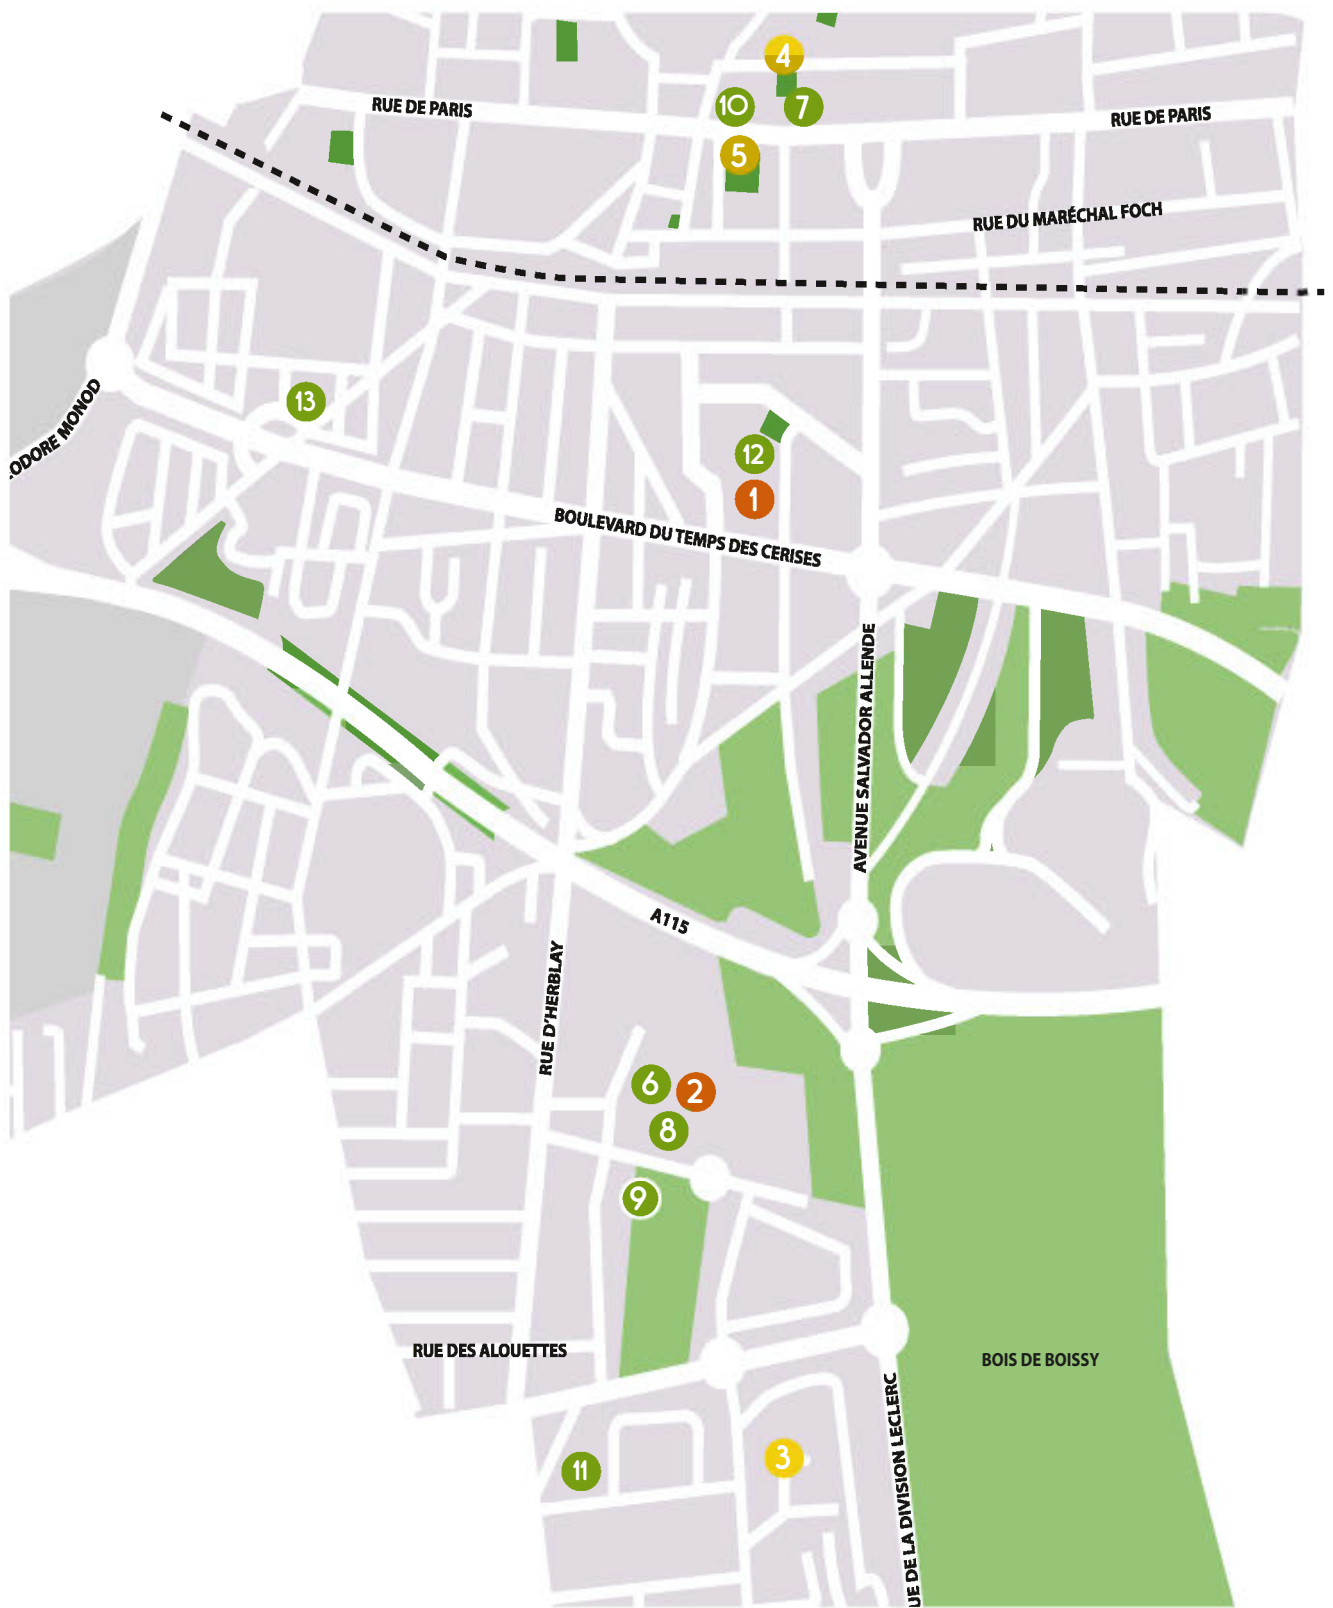 4
RUE DE PARIS
10
7
RUE DE PARIS
5
RUE DU MARÉCHAL FOCH
ODORE MONOD
13
12
1
BOULEVARD DU TEMPS DES CERISES
AVENUE SALVADOR ALLENDE
A115
RUE D'HERBLAY
6
2
8
9
RUE DES ALOUETTES
BOIS DE BOISSY
UE DE LA DIVISION LECLERC
3
11